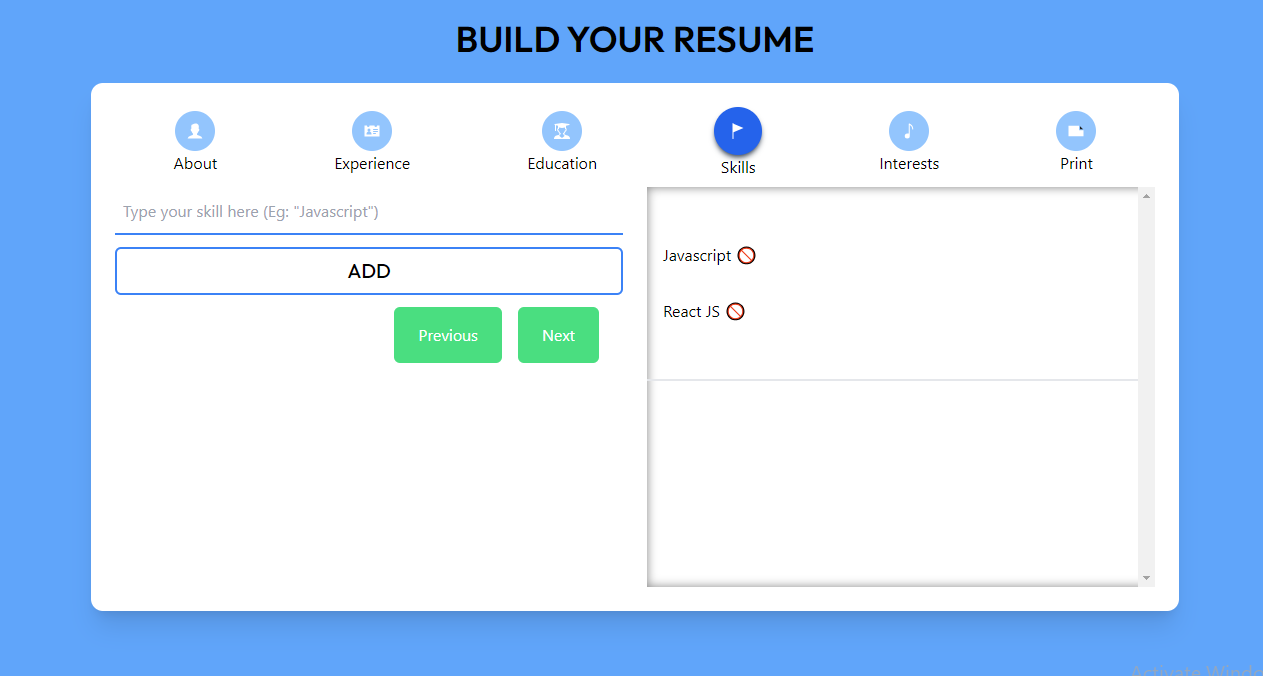 BUILD YOUR RESUME
About
Experience
Education
Skills
Interests
Print
Type your skill here (Eg: "Javascript")
ADD
Previous
Next
Javascript
React JS
Activate Windo